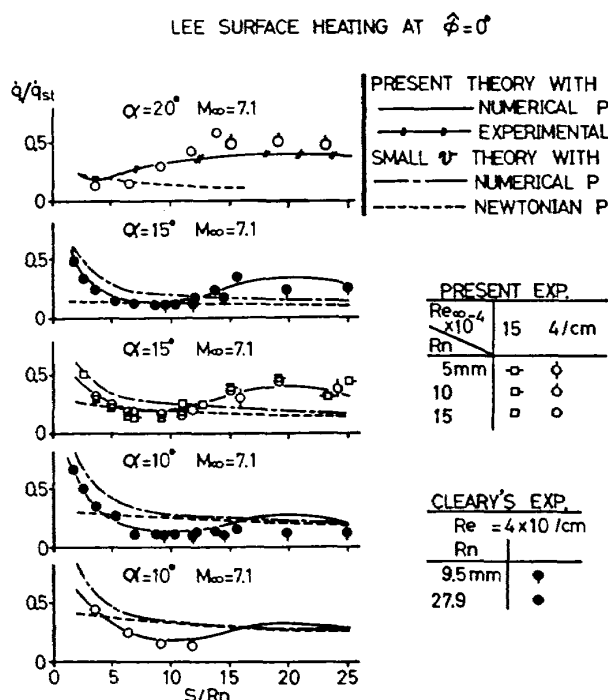 LEE SURFACE HEATING AT φ̂=0°
q̇/q̇st
α=20° M∞=7.1
0.5
0
α=15° M∞=7.1
0.5
0
α=15° M∞=7.1
0.5
0
α=10° M∞=7.1
0.5
0
α=10° M∞=7.1
0.5
0
0 5 10 15 20 25
S/Rn
PRESENT THEORY WITH
NUMERICAL P
EXPERIMENTAL
SMALL v THEORY WITH
NUMERICAL P
NEWTONIAN P
PRESENT EXP.
Re∞ ×10⁻⁴ 15 4/cm
Rn
5mm
10
15
CLEARY'S EXP.
Re =4×10 /cm
Rn
9.5mm
27.9